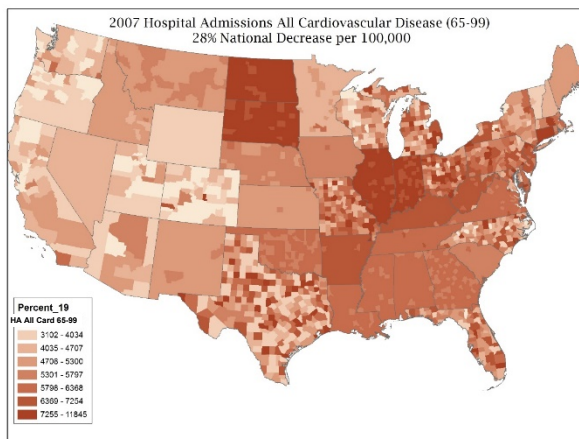 2007 Hospital Admissions All Cardiovascular Disease (65-99)
28% National Decrease per 100,000
Percent_19
HA All Card 65-99
3102 - 4034
4035 - 4707
4708 - 5300
5301 - 5797
5798 - 6368
6369 - 7254
7255 - 11845